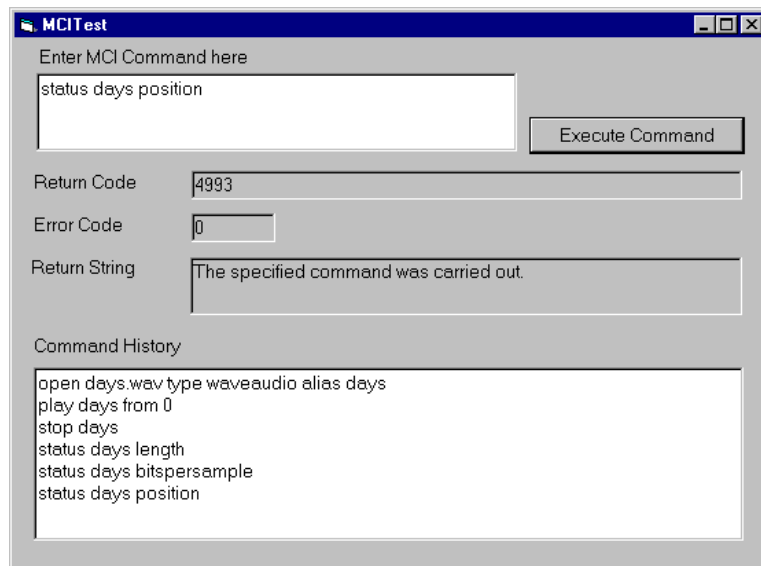 MCITest
Enter MCI Command here
status days position
Execute Command
Return Code
4993
Error Code
0
Return String
The specified command was carried out.
Command History
open days.wav type waveaudio alias days
play days from 0
stop days
status days length
status days bitspersample
status days position